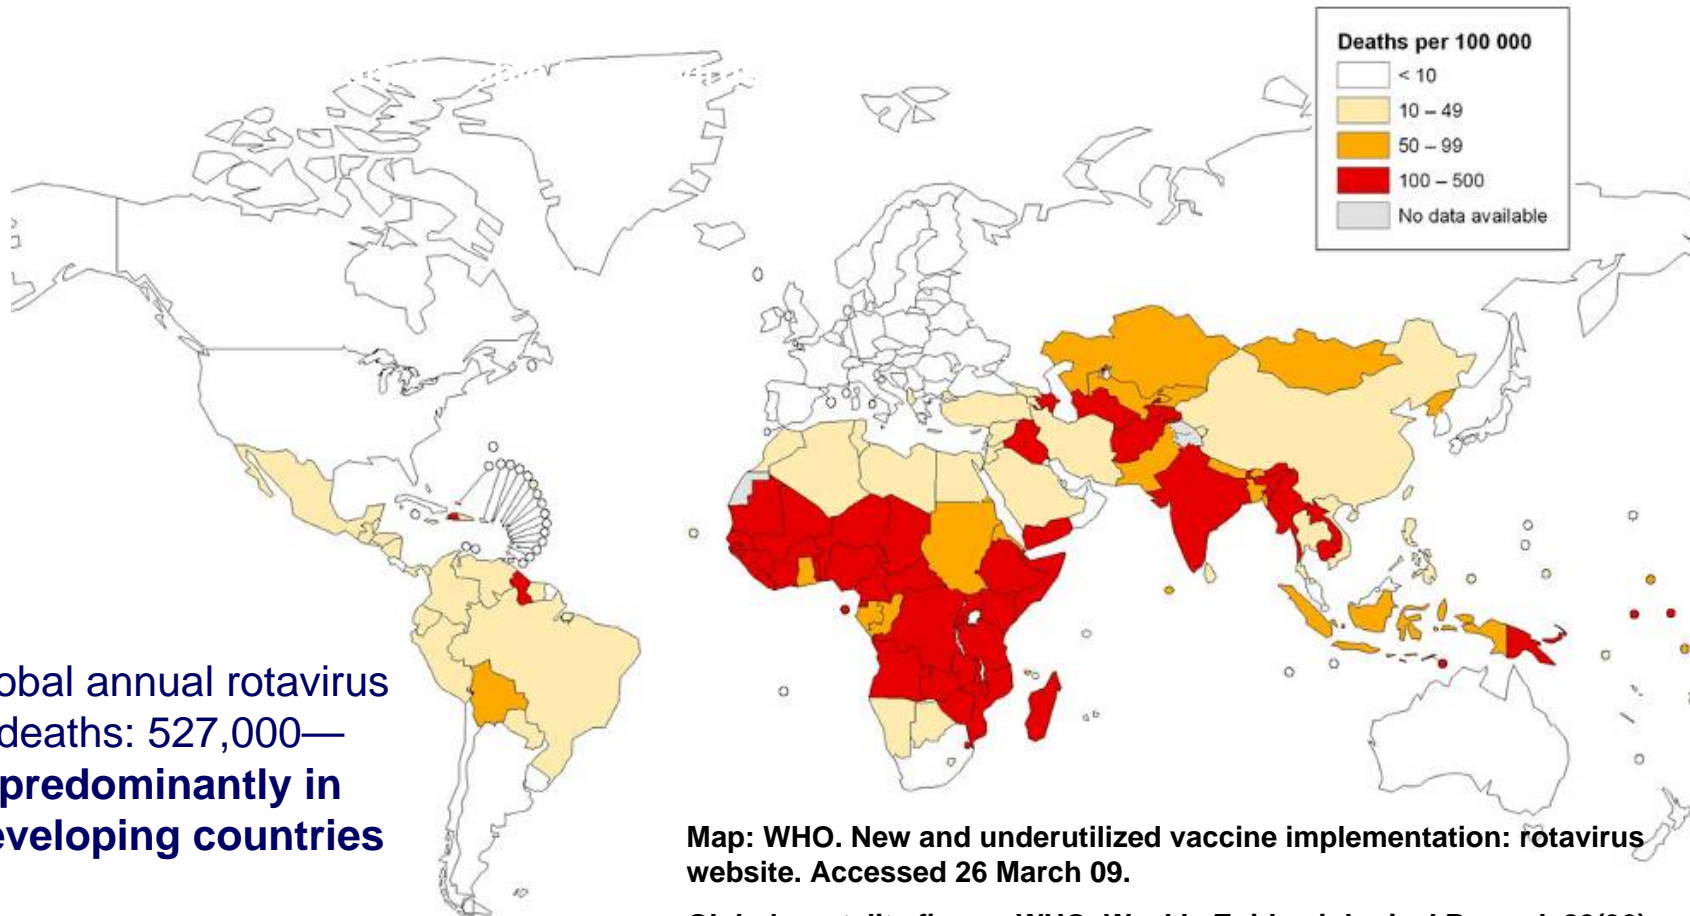 Deaths per 100 000
< 10
10 – 49
50 – 99
100 – 500
No data available
obal annual rotavirus
deaths: 527,000—
predominantly in
eveloping countries
Map: WHO. New and underutilized vaccine implementation: rotavirus
website. Accessed 26 March 09.